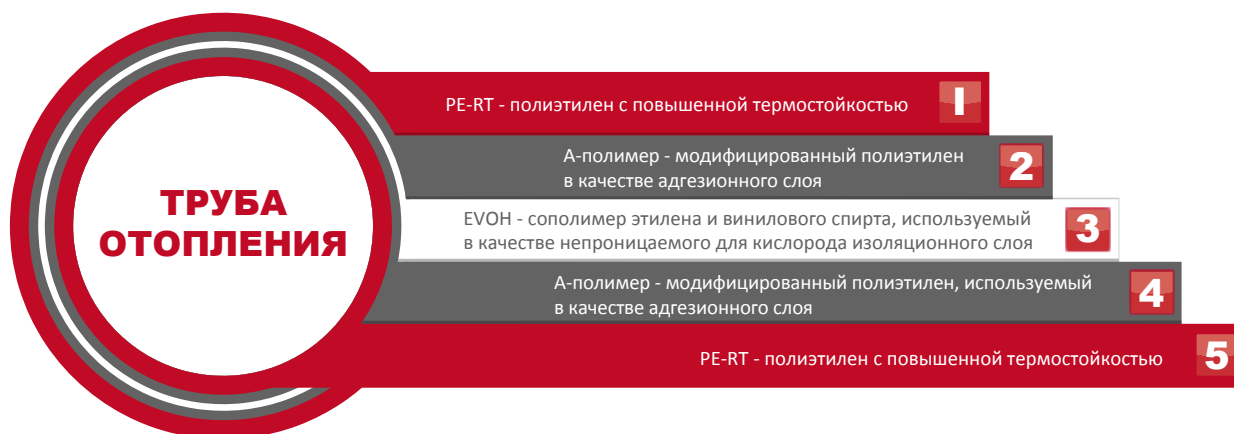 ТРУБА
ОТОПЛЕНИЯ
PE-RT - полиэтилен с повышенной термостойкостью
1
А-полимер - модифицированный полиэтилен
в качестве адгезионного слоя
2
EVOH - сополимер этилена и винилового спирта, используемый
в качестве непроницаемого для кислорода изоляционного слоя
3
А-полимер - модифицированный полиэтилен, используемый
в качестве адгезионного слоя
4
PE-RT - полиэтилен с повышенной термостойкостью
5